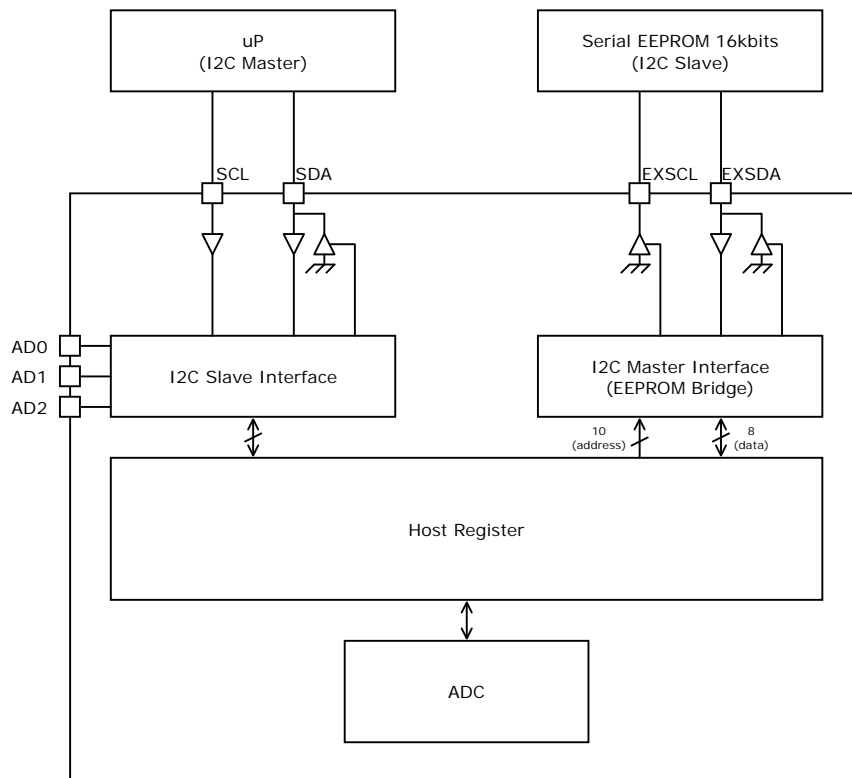 uP
(I2C Master)
Serial EEPROM 16kbits
(I2C Slave)
SCL
SDA
EXSCL
EXSDA
AD0
AD1
AD2
I2C Slave Interface
I2C Master Interface
(EEPROM Bridge)
10
(address)
8
(data)
Host Register
ADC